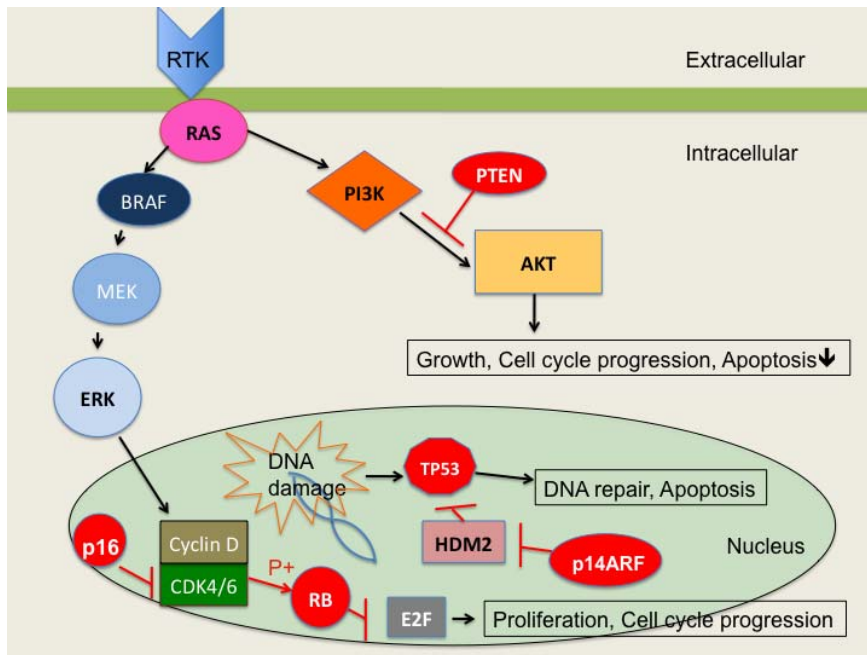 RTK
Extracellular
RAS
Intracellular
BRAF
PI3K
PTEN
MEK
AKT
Growth, Cell cycle progression, Apoptosis🡻
ERK
DNA
damage
TP53
DNA repair, Apoptosis
p16
Cyclin D
HDM2
Nucleus
p14ARF
P+
CDK4/6
RB
E2F
Proliferation, Cell cycle progression